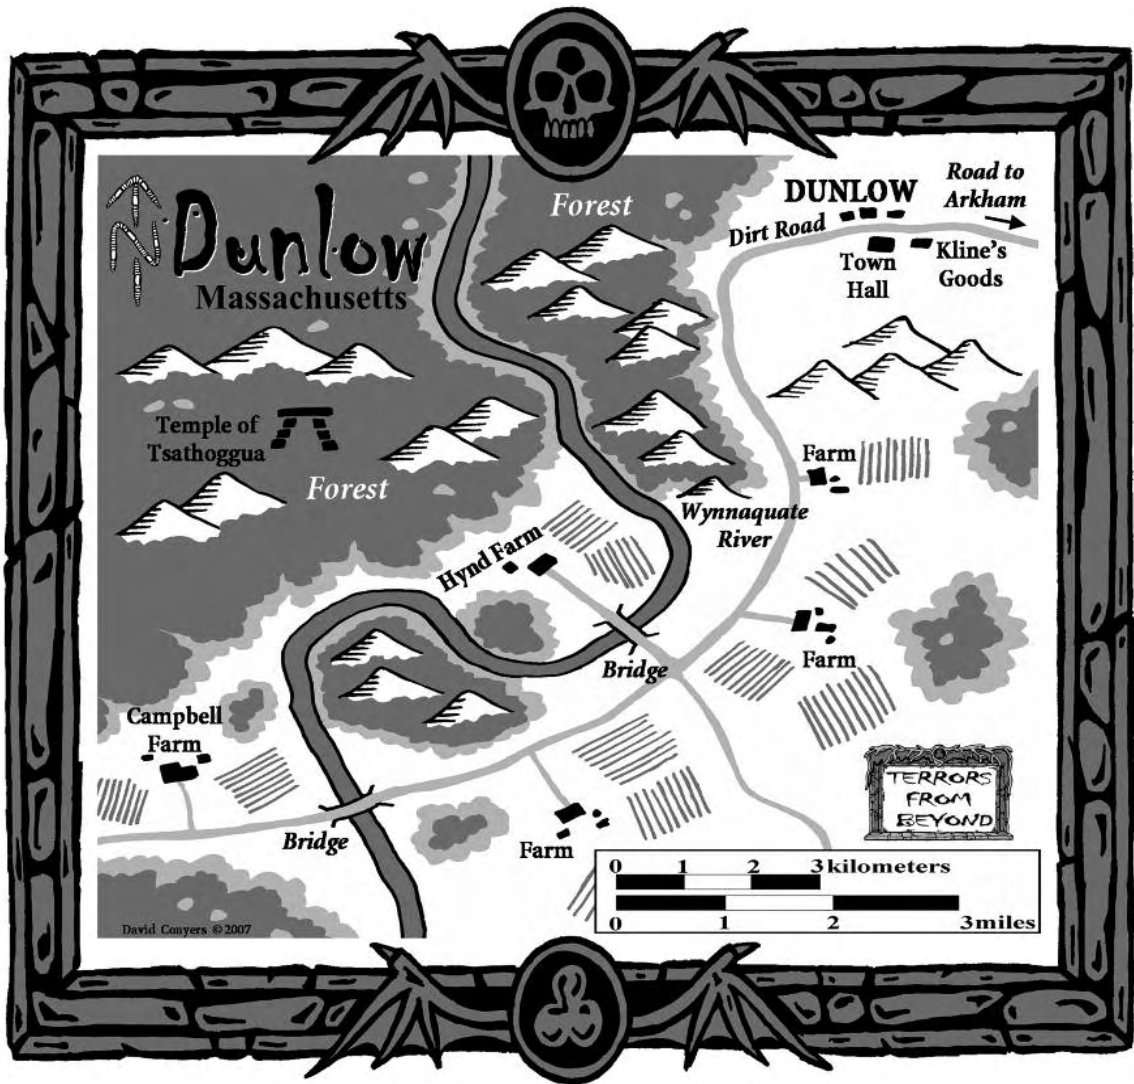 Dunlow
Massachusetts
Forest
DUNLOW
Road to
Arkham
Dirt Road
Town
Hall
Kline's
Goods
Temple of
Tsathoggua
Forest
Farm
Wynnaquate
River
Hynd Farm
Bridge
Farm
Campbell
Farm
Bridge
Farm
TERRORS
FROM
BEYOND
0 1 2 3 kilometers
0 1 2 3 miles
David Conyers © 2007
N